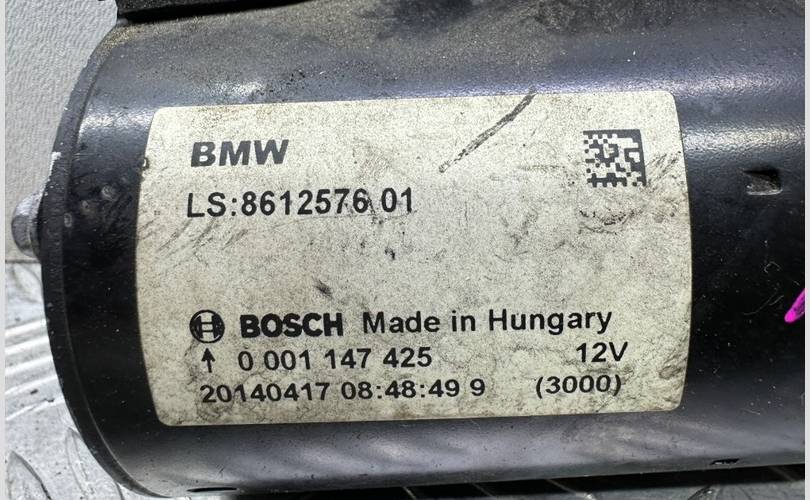 BMW
LS:8612576 01
BOSCH Made in Hungary
↑ 0 001 147 425 12V
20140417 08:48:49 9 (3000)